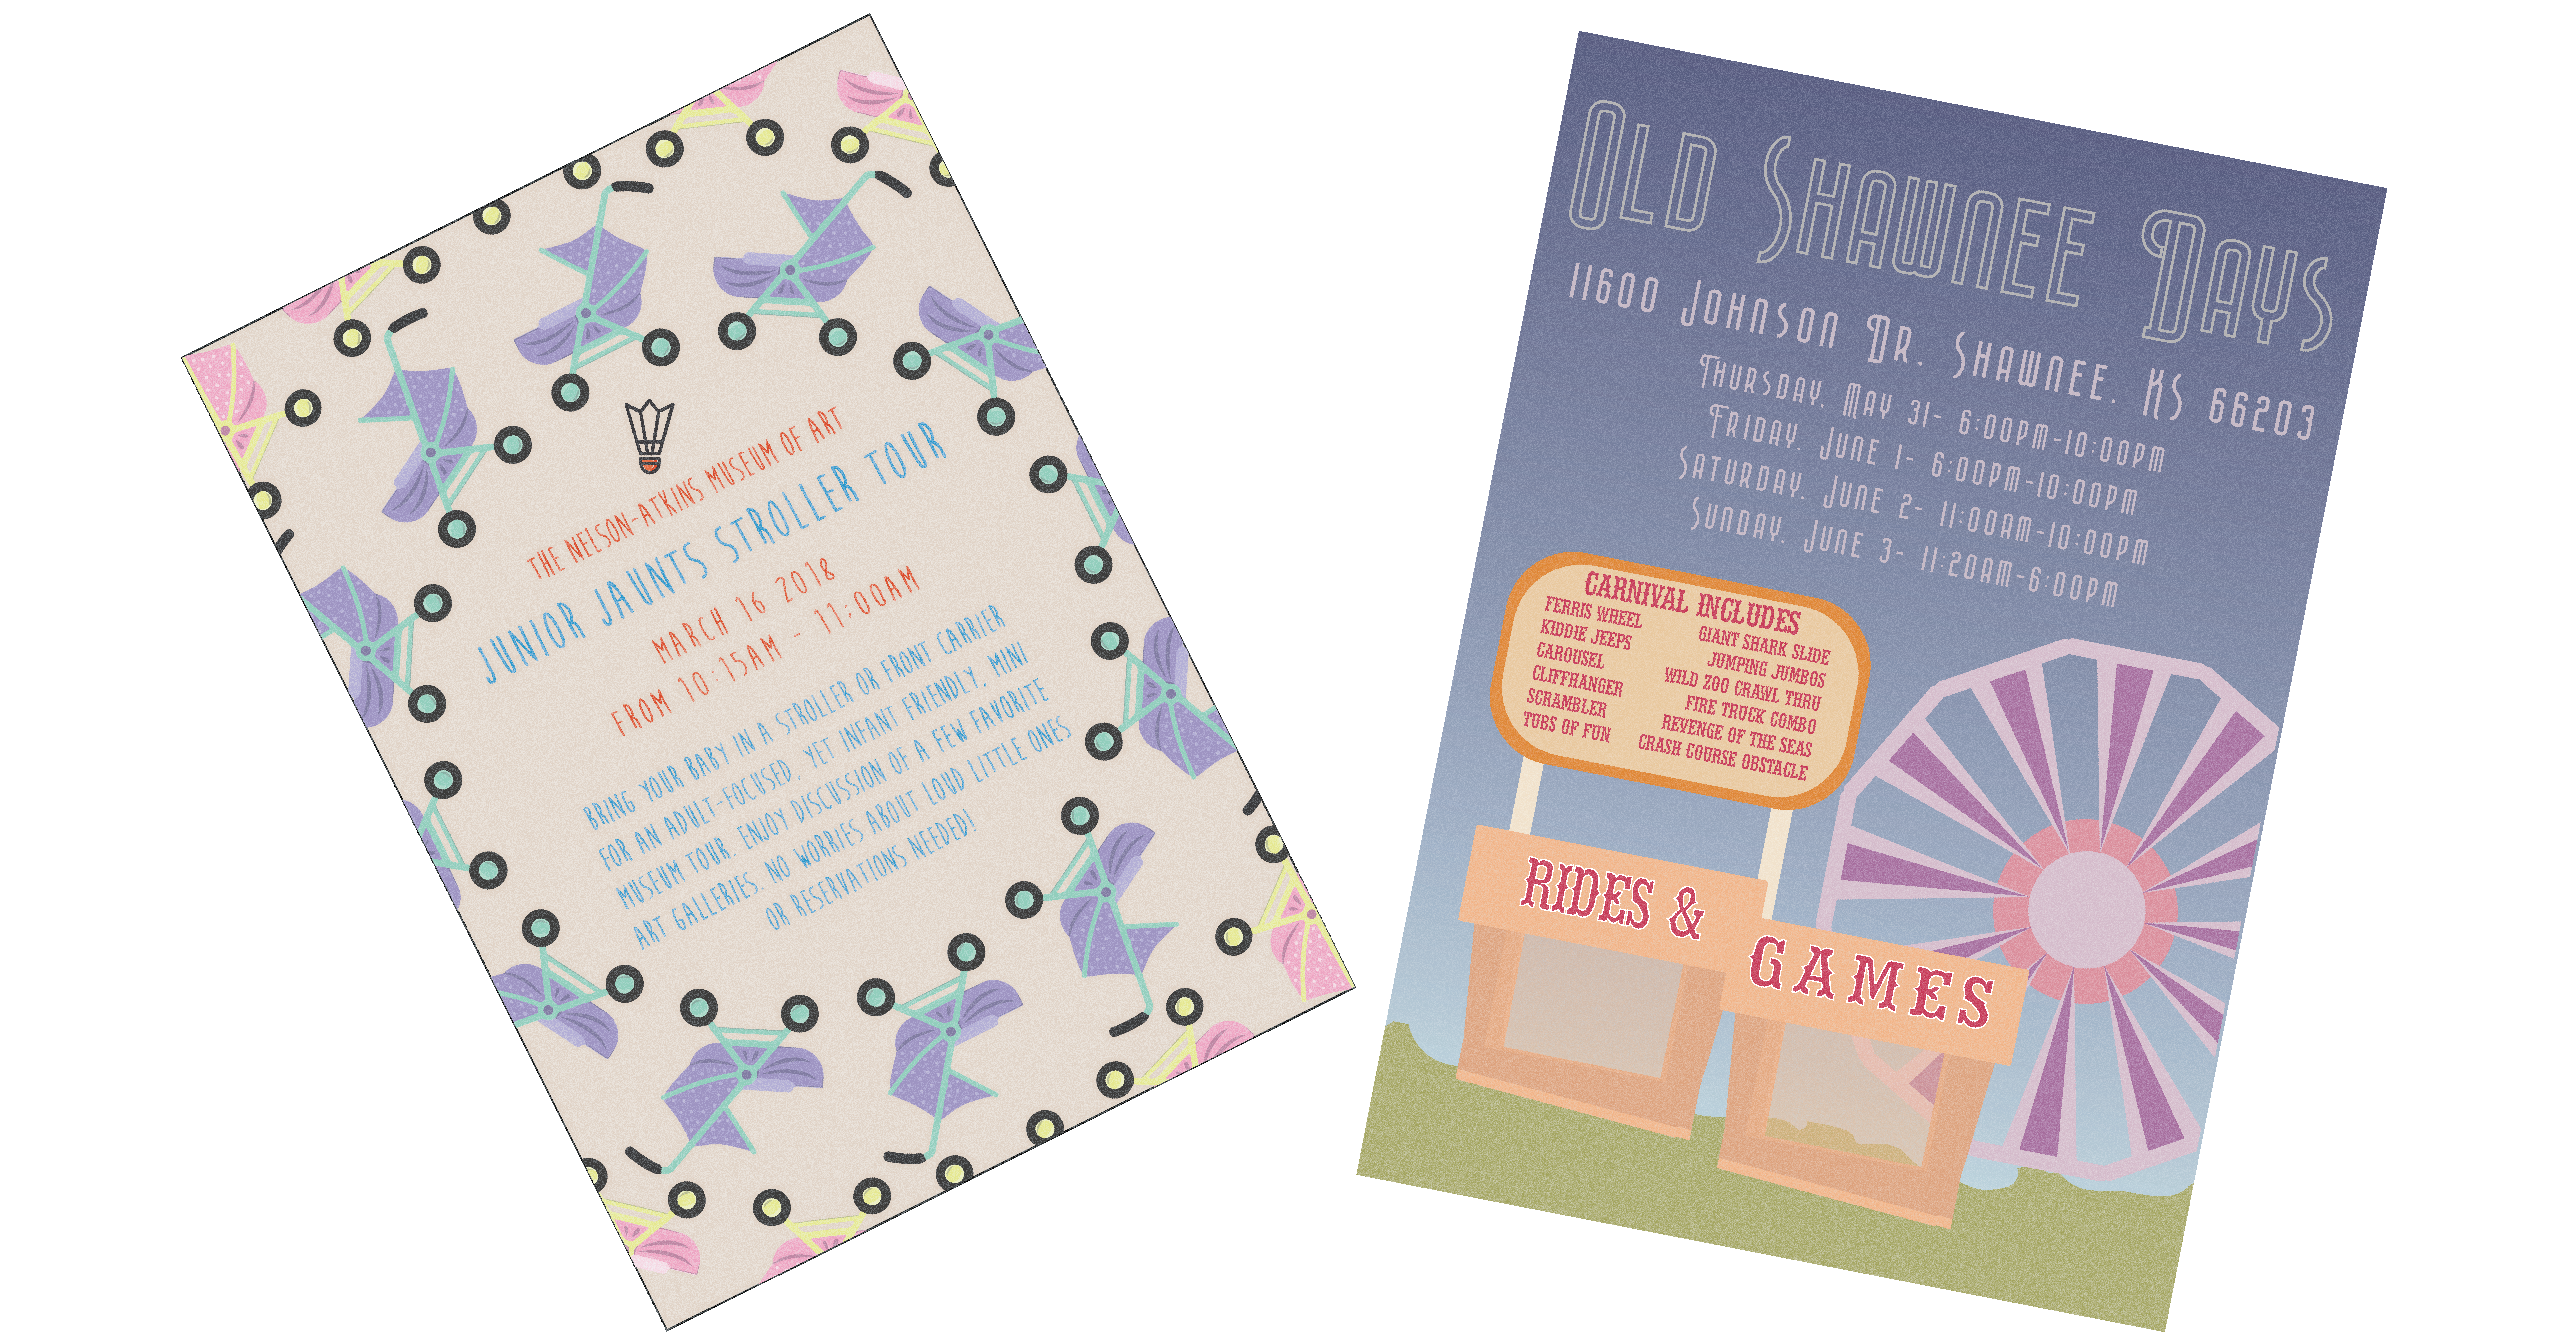 THE NELSON-ATKINS MUSEUM OF ART
JUNIOR JAUNTS STROLLER TOUR
MARCH 16 2018
FROM 10:15AM - 11:00AM
BRING YOUR BABY IN A STROLLER OR FRONT CARRIER
FOR AN ADULT-FOCUSED, YET INFANT FRIENDLY, MINI
MUSEUM TOUR. ENJOY DISCUSSION OF A FEW FAVORITE
ART GALLERIES. NO WORRIES ABOUT LOUD LITTLE ONES
OR RESERVATIONS NEEDED!
OLD SHAWNEE DAYS
11600 JOHNSON DR. SHAWNEE, KS 66203
THURSDAY, MAY 31- 6:00PM-10:00PM
FRIDAY, JUNE 1- 6:00PM-10:00PM
SATURDAY, JUNE 2- 11:00AM-10:00PM
SUNDAY, JUNE 3- 11:20AM-6:00PM
CARNIVAL INCLUDES
FERRIS WHEEL
KIDDIE JEEPS
CAROUSEL
CLIFFHANGER
SCRAMBLER
TUBS OF FUN
GIANT SHARK SLIDE
JUMPING JUMBOS
WILD ZOO CRAWL THRU
FIRE TRUCK COMBO
REVENGE OF THE SEAS
CRASH COURSE OBSTACLE
RIDES &
GAMES